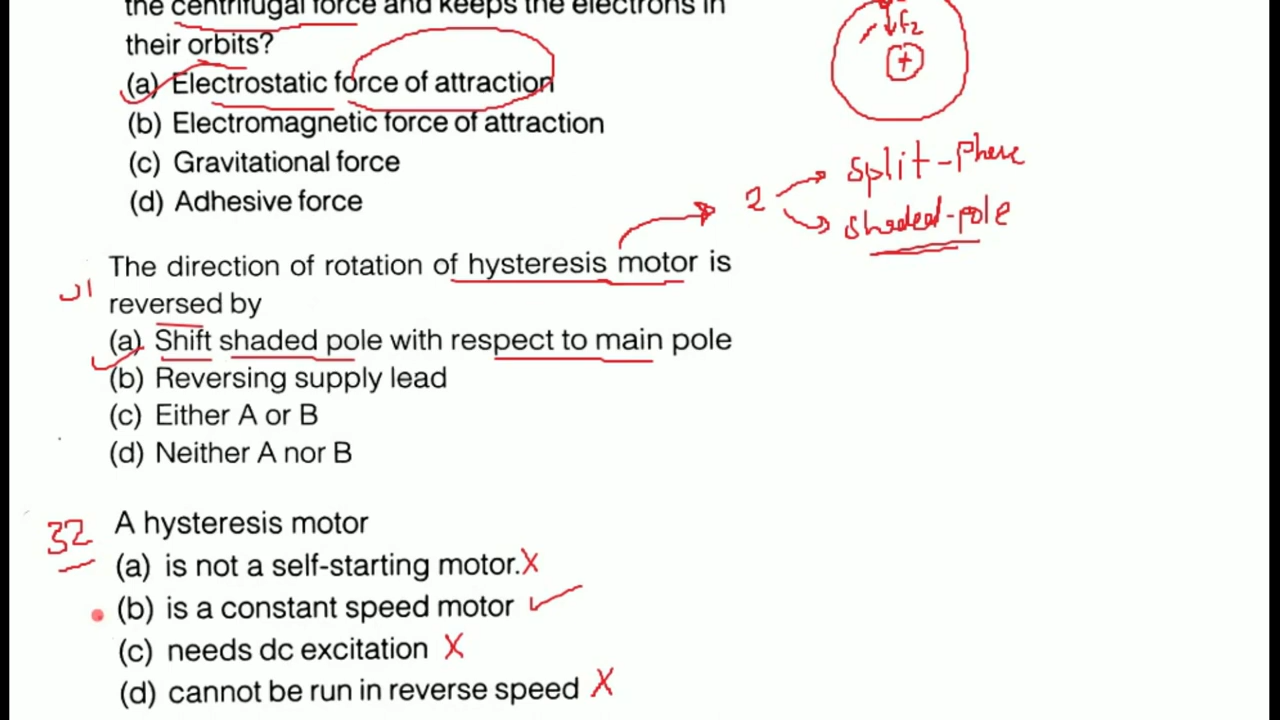 the centrifugal force and keeps the electrons in
their orbits?
(a) Electrostatic force of attraction
(b) Electromagnetic force of attraction
(c) Gravitational force
(d) Adhesive force
F2
+
2
split-phase
shaded-pole
The direction of rotation of hysteresis motor is
reversed by
(a) Shift shaded pole with respect to main pole
(b) Reversing supply lead
(c) Either A or B
(d) Neither A nor B
32
A hysteresis motor
(a) is not a self-starting motor. X
(b) is a constant speed motor
(c) needs dc excitation X
(d) cannot be run in reverse speed X